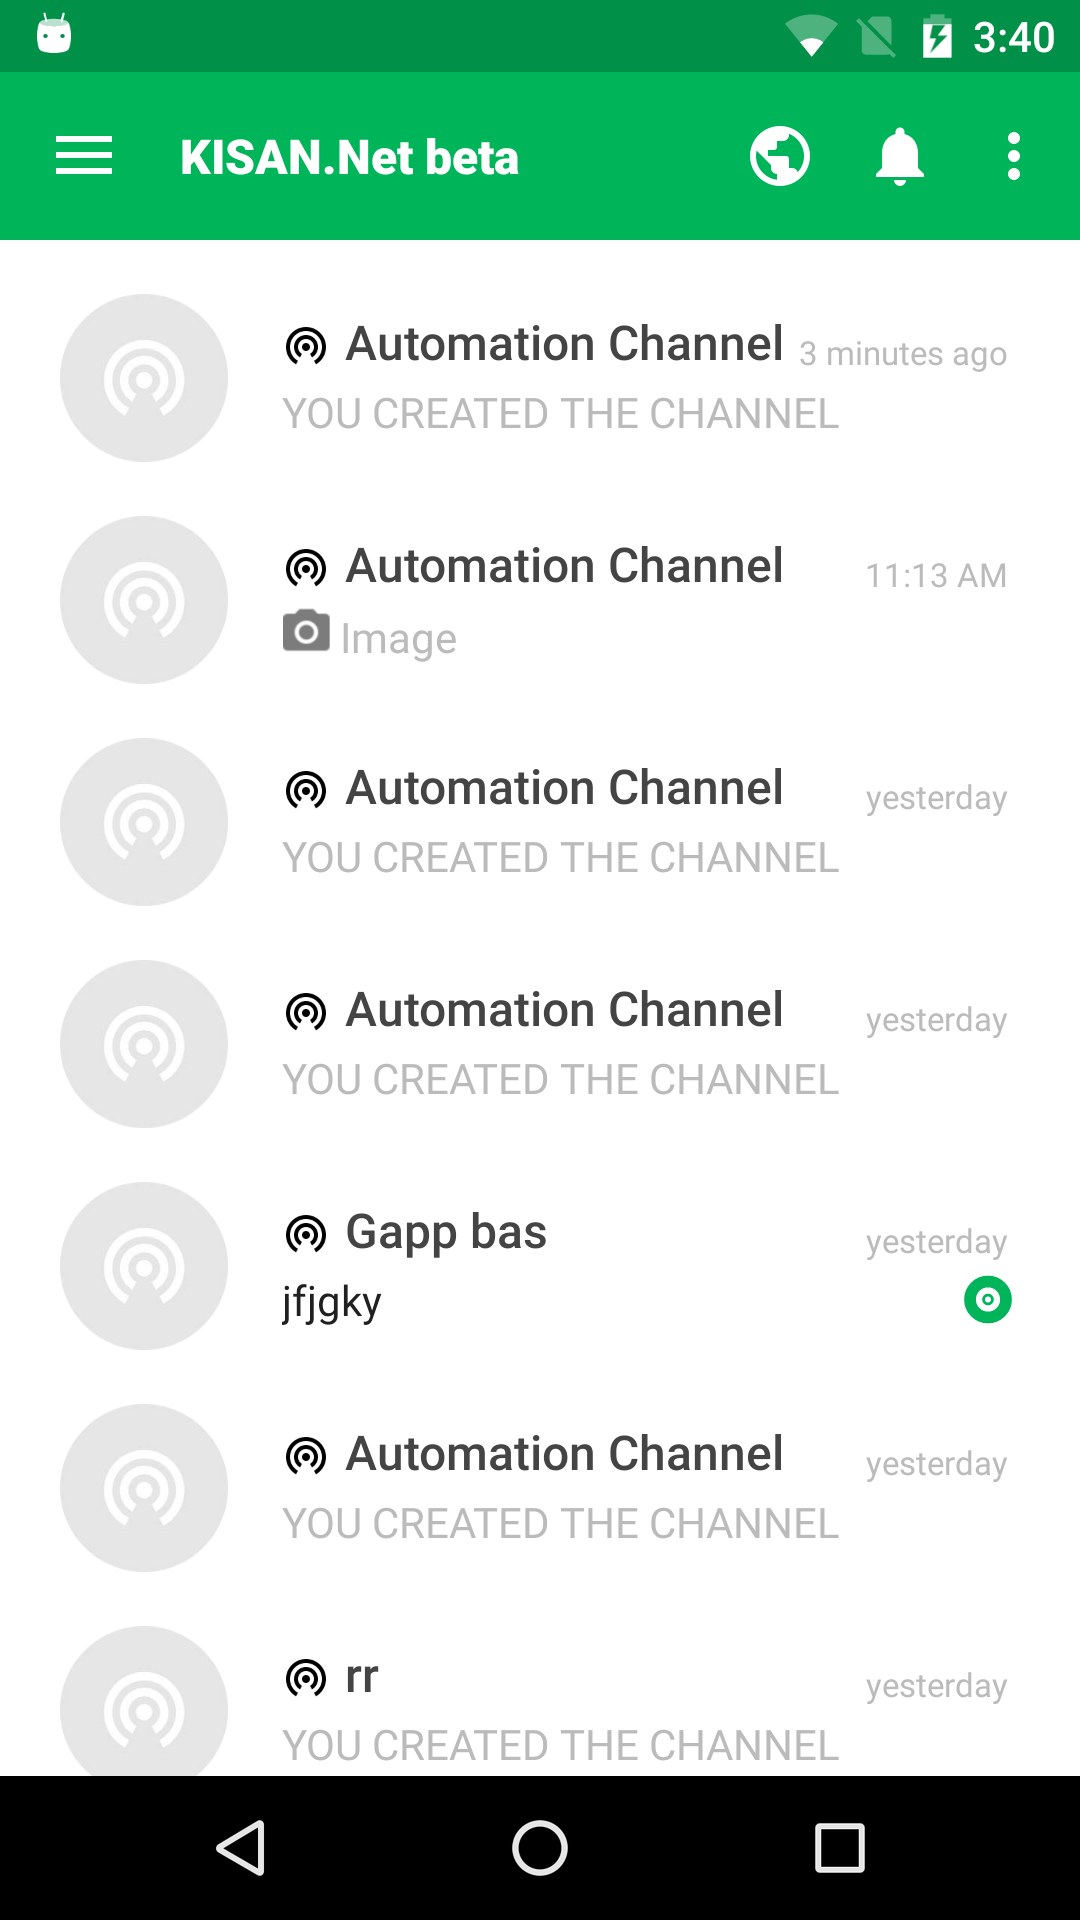 3:40
KISAN.Net beta
Automation Channel 3 minutes ago
YOU CREATED THE CHANNEL
Automation Channel 11:13 AM
Image
Automation Channel yesterday
YOU CREATED THE CHANNEL
Automation Channel yesterday
YOU CREATED THE CHANNEL
Gapp bas yesterday
jfjgky
Automation Channel yesterday
YOU CREATED THE CHANNEL
rr yesterday
YOU CREATED THE CHANNEL